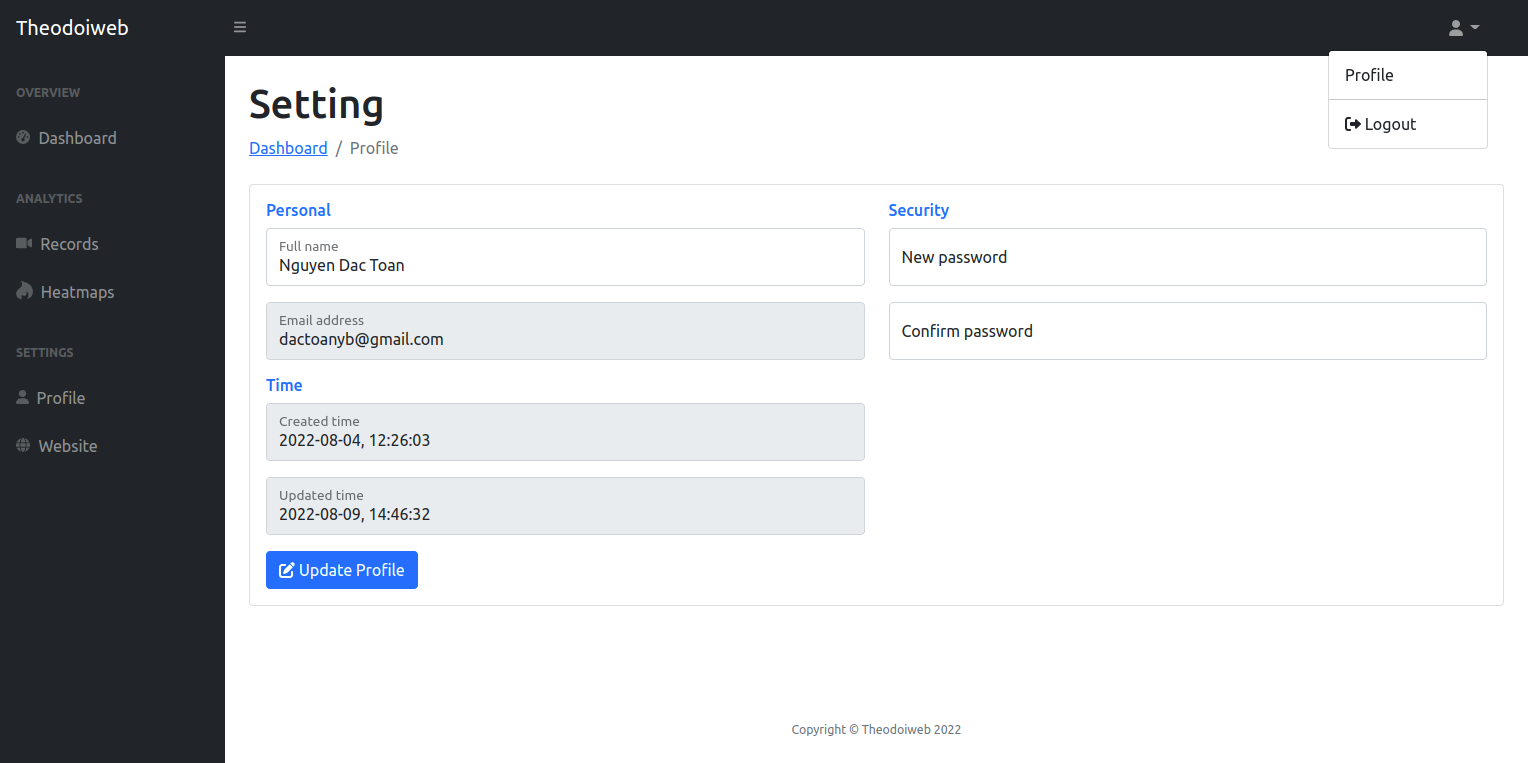 Theodoiweb
OVERVIEW
Dashboard
ANALYTICS
Records
Heatmaps
SETTINGS
Profile
Website
Profile
Logout
Setting
Dashboard / Profile
Personal
Full name
Nguyen Dac Toan
Email address
dactoanyb@gmail.com
Time
Created time
2022-08-04, 12:26:03
Updated time
2022-08-09, 14:46:32
Update Profile
Security
New password
Confirm password
Copyright © Theodoiweb 2022